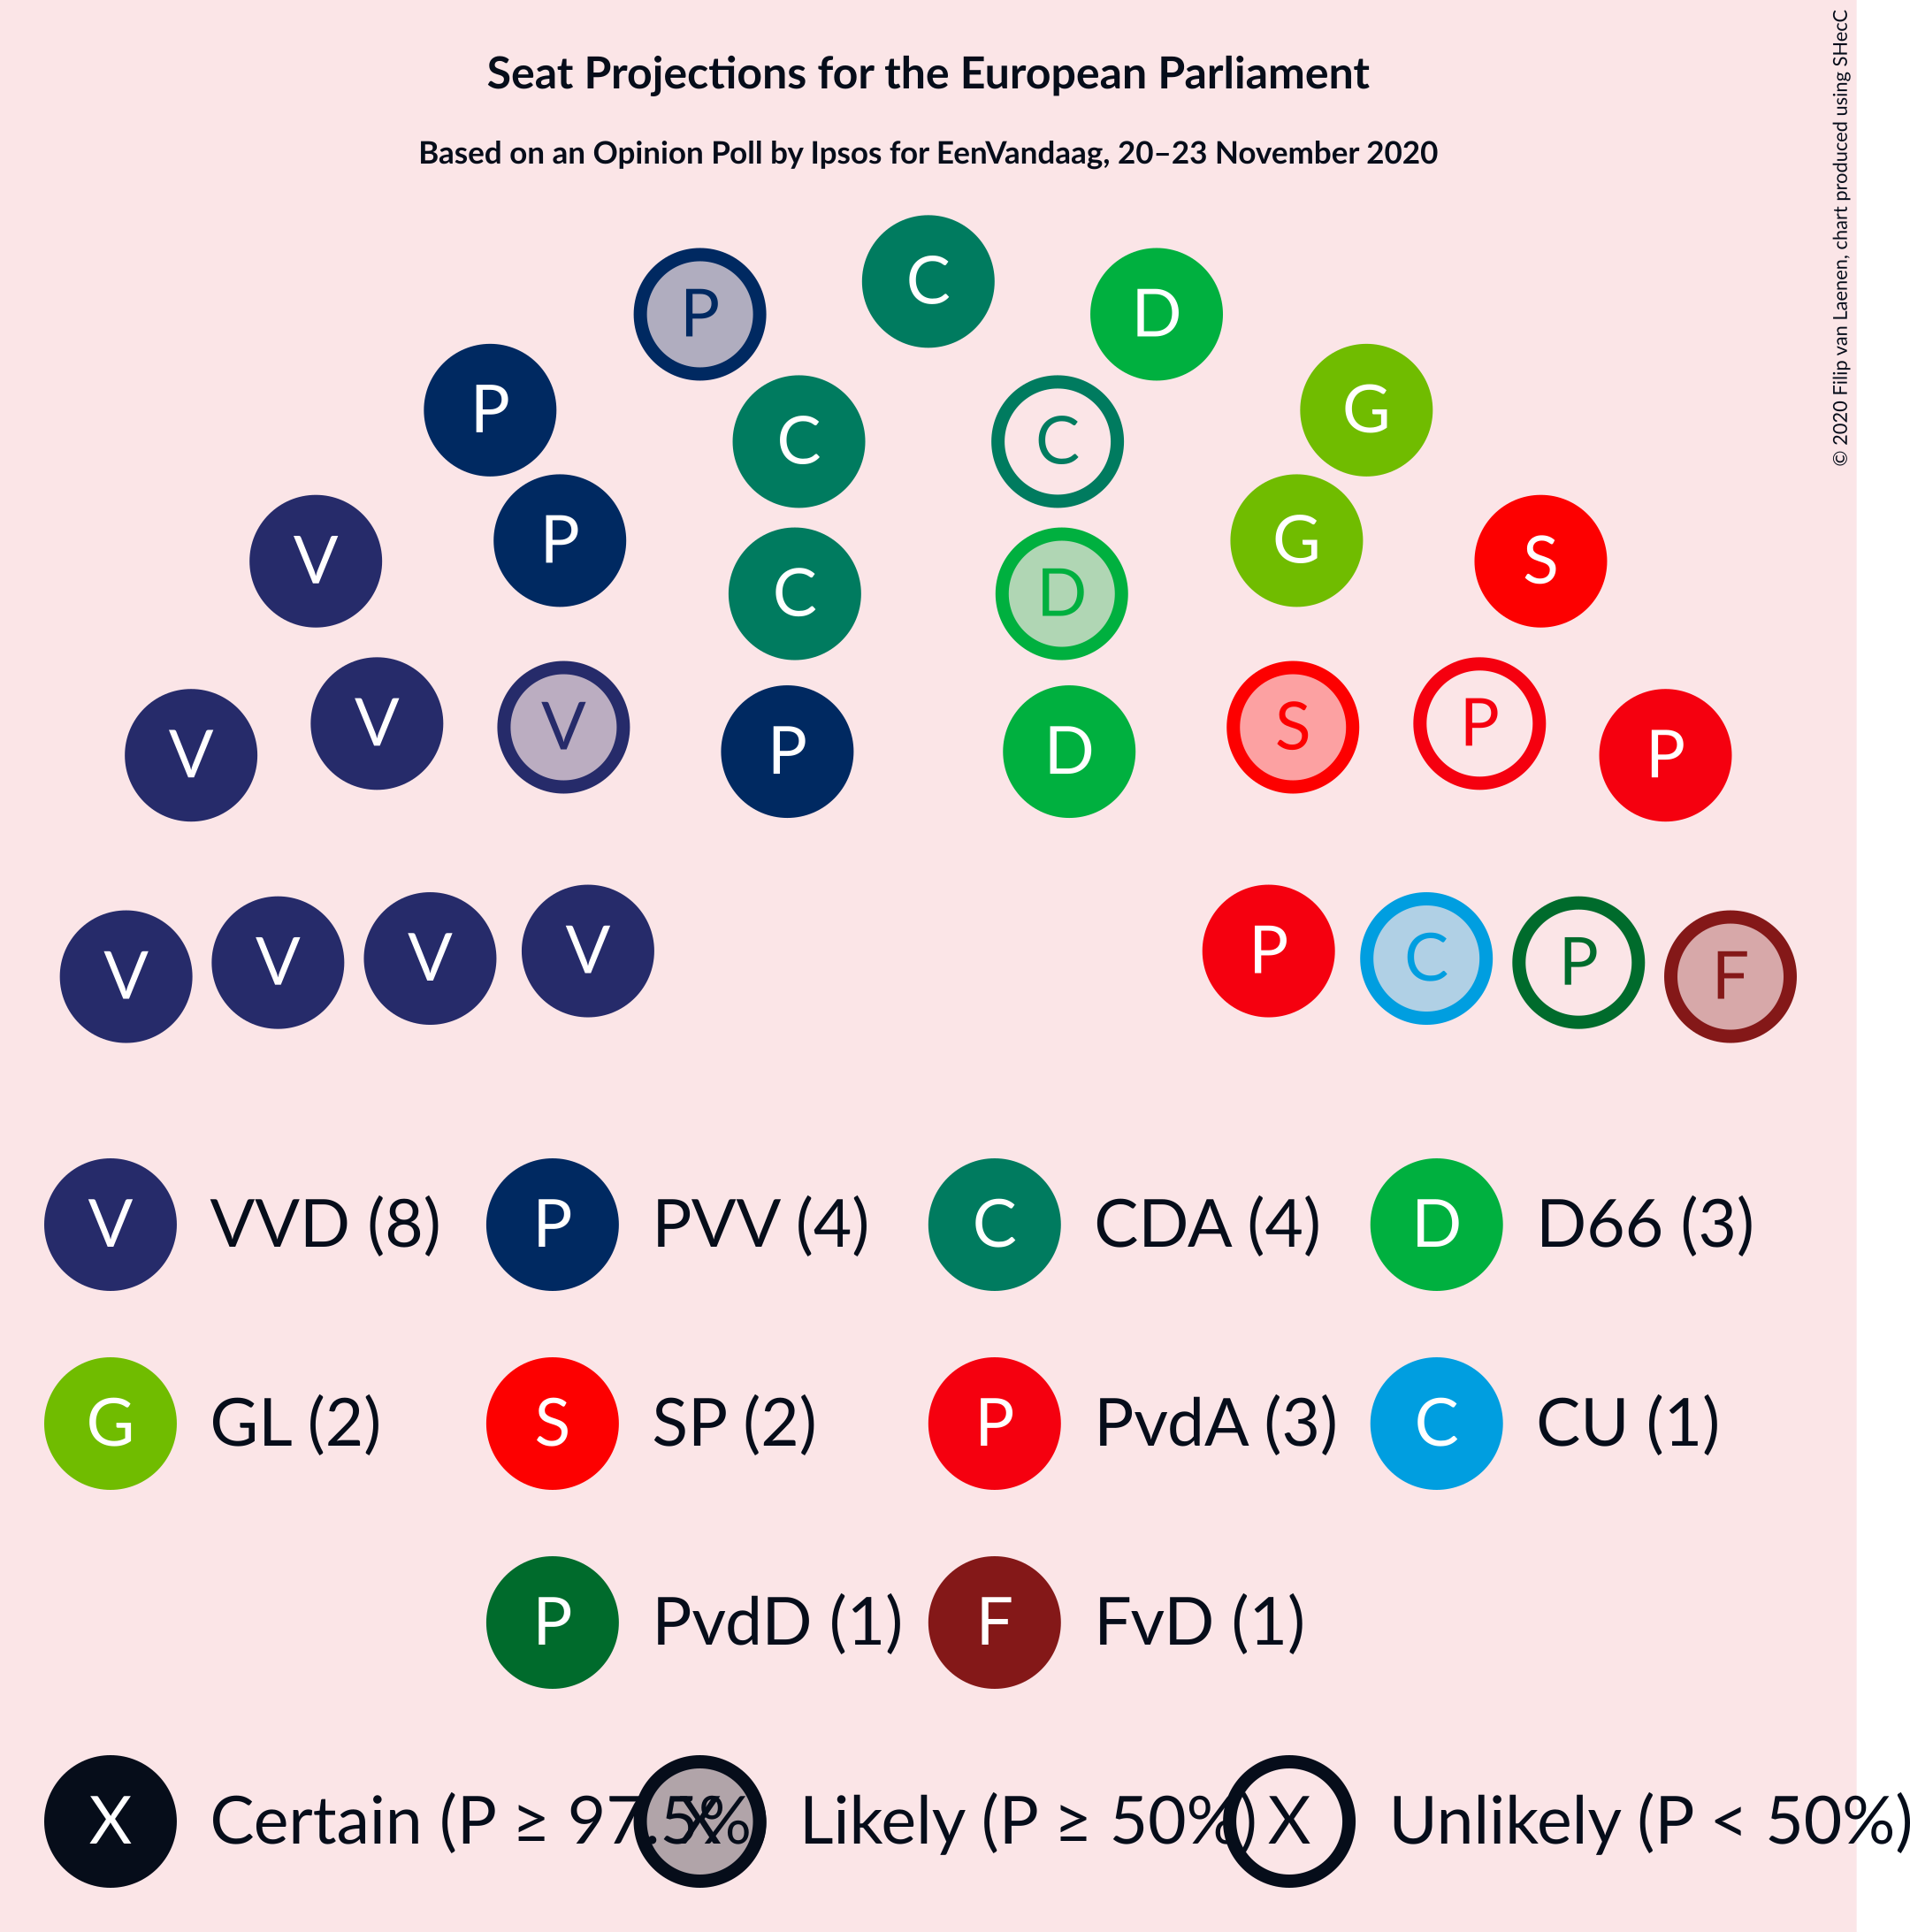 Seat Projections for the European Parliament
Based on an Opinion Poll by Ipsos for EenVandaag, 20–23 November 2020
© 2020 Filip van Laenen, chart produced using SHecC
C
P D
P G
C C
V P G S
C D
V V V P D S P P
V V V V P C P F
V VVD (8) P PVV (4) C CDA (4) D D66 (3)
G GL (2) S SP (2) P PvdA (3) C CU (1)
P PvdD (1) F FvD (1)
X Certain (P ≥ 97.5% X Likely (P ≥ 50%) X Unlikely (P < 50%)